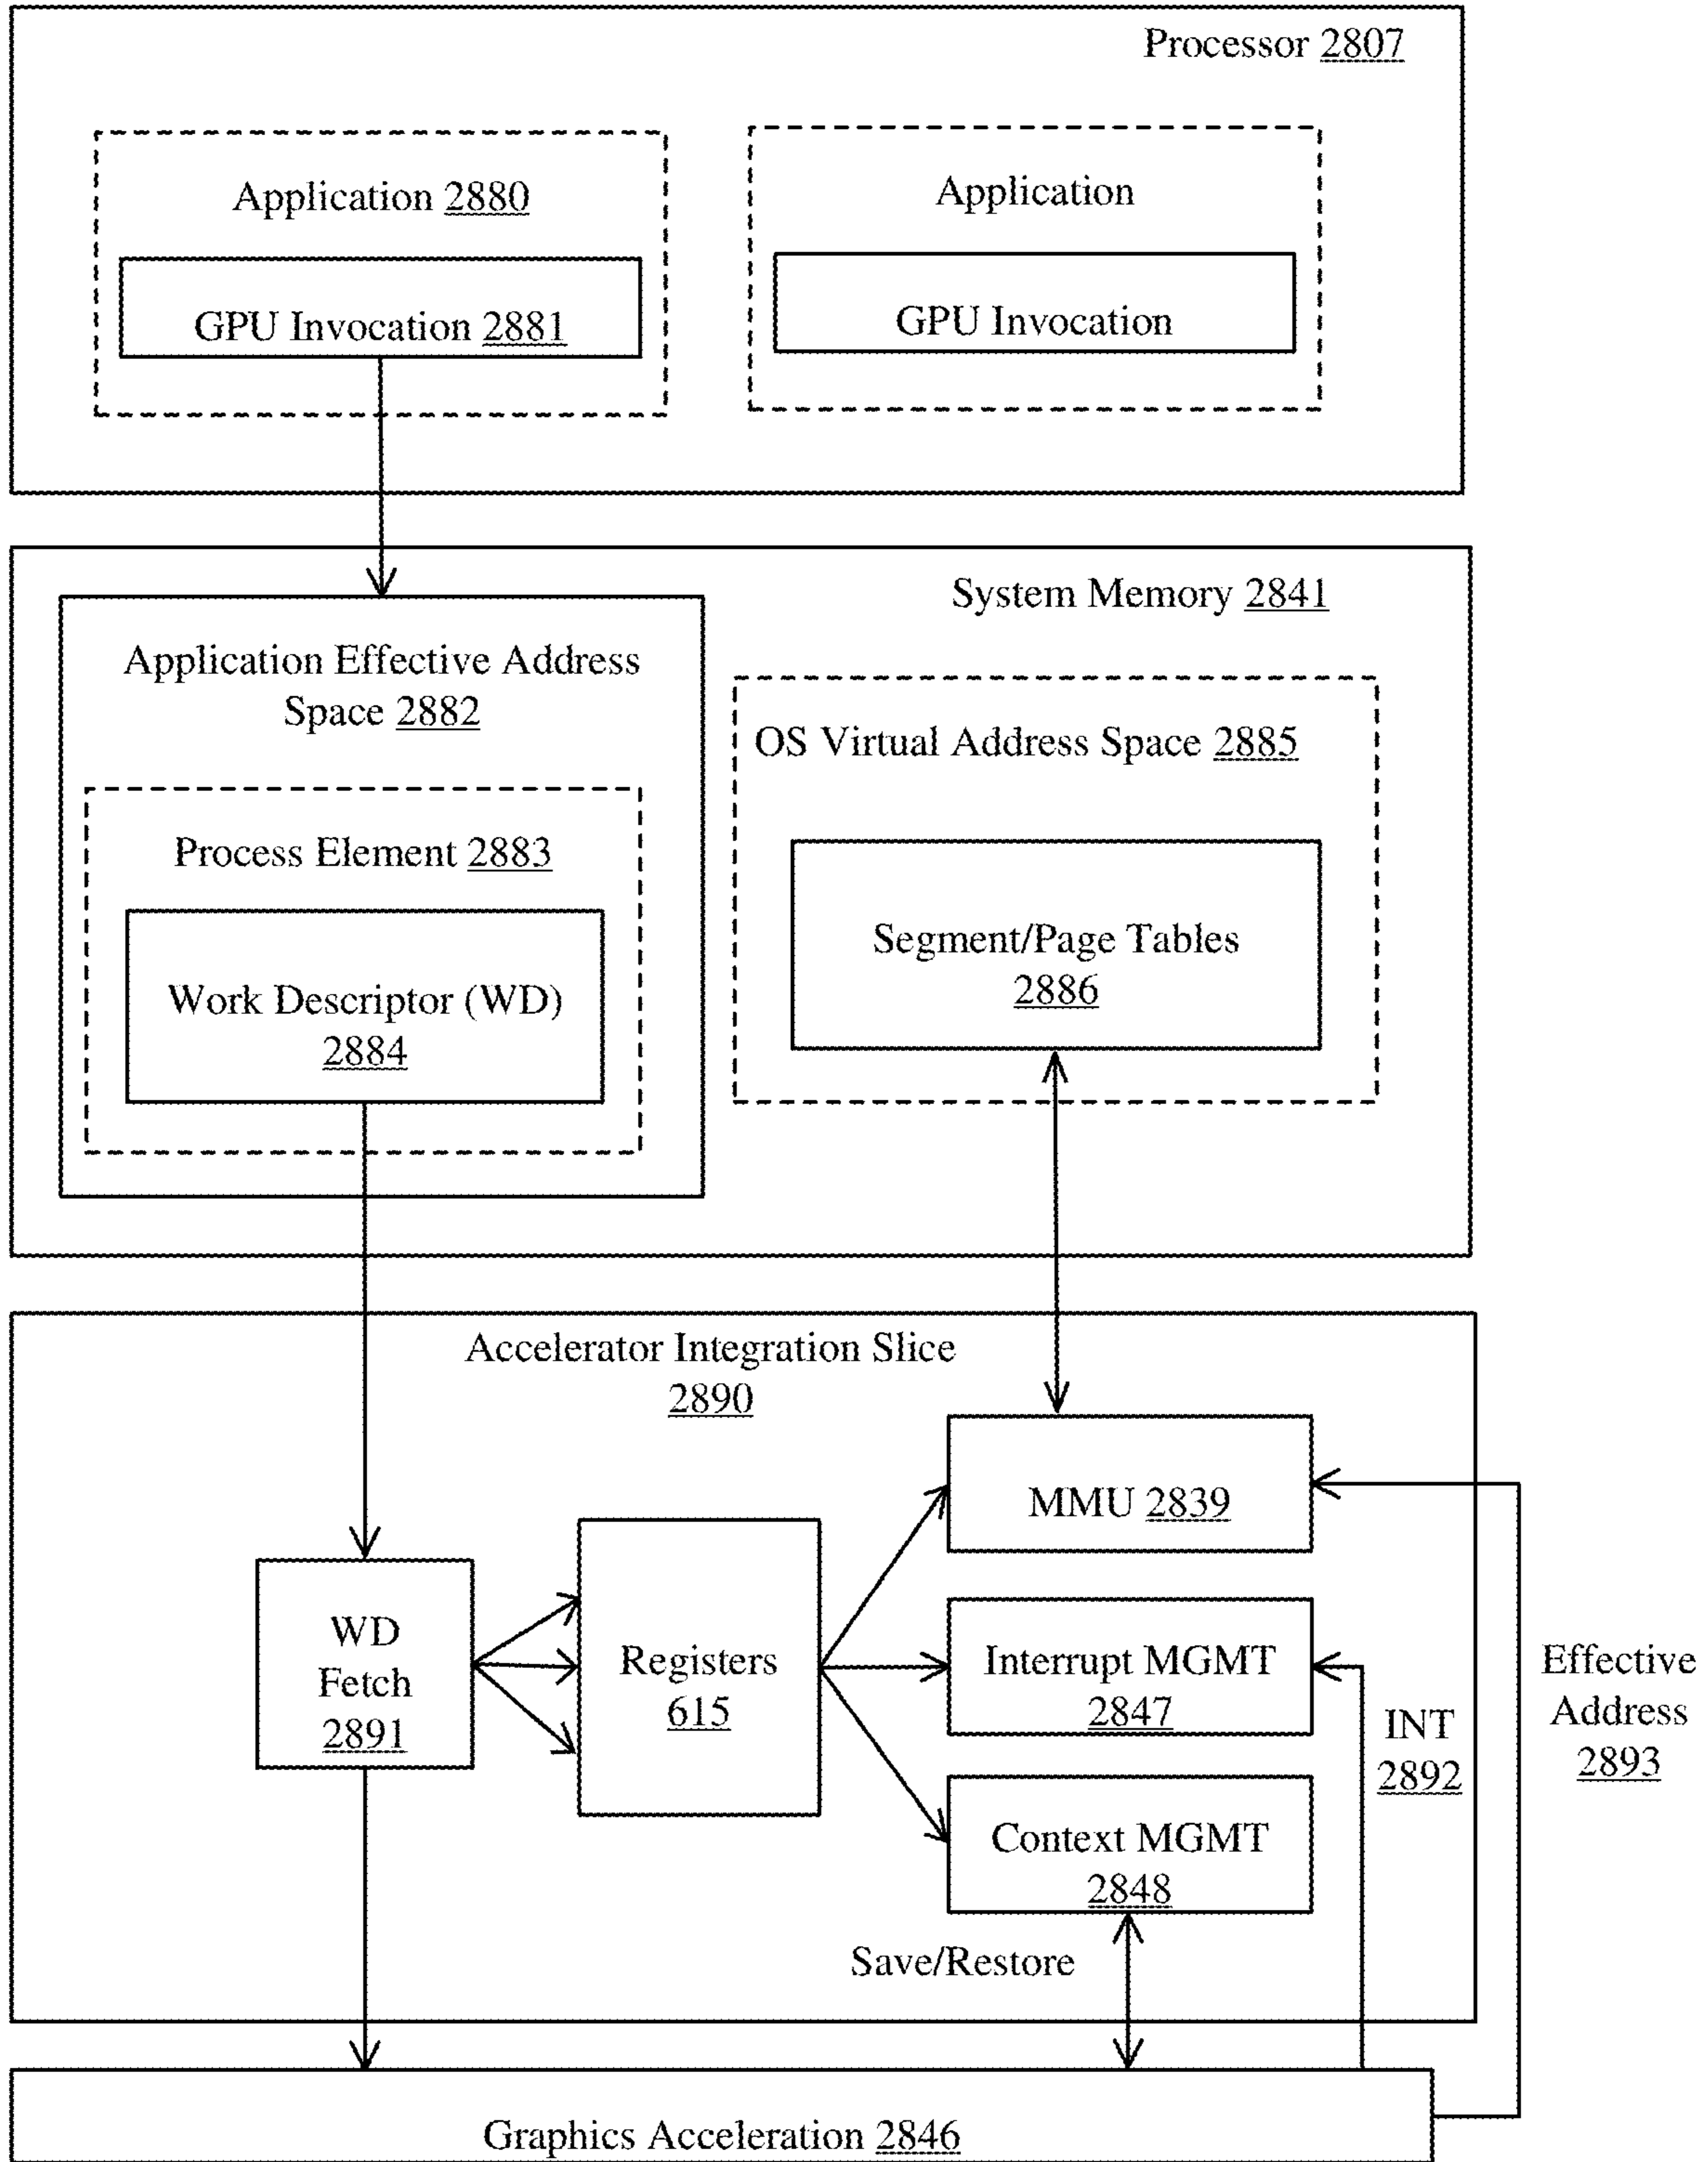 Processor 2807
Application 2880
GPU Invocation 2881
Application
GPU Invocation
System Memory 2841
Application Effective Address
Space 2882
Process Element 2883
Work Descriptor (WD)
2884
OS Virtual Address Space 2885
Segment/Page Tables
2886
Accelerator Integration Slice
2890
WD
Fetch
2891
Registers
615
MMU 2839
Interrupt MGMT
2847
Context MGMT
2848
Save/Restore
INT
2892
Effective
Address
2893
Graphics Acceleration 2846